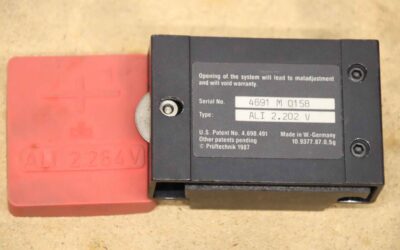 Opening of the system will lead to maladjustment
and will void warranty.
Serial No. 4691 M 0158
Type: ALI 2.202 V
U.S. Patent No. 4.698.491
Other patents pending
© Prüftechnik 1987
Made in W.-Germany
10.9377.87.0.5g
ALI 2.264 V